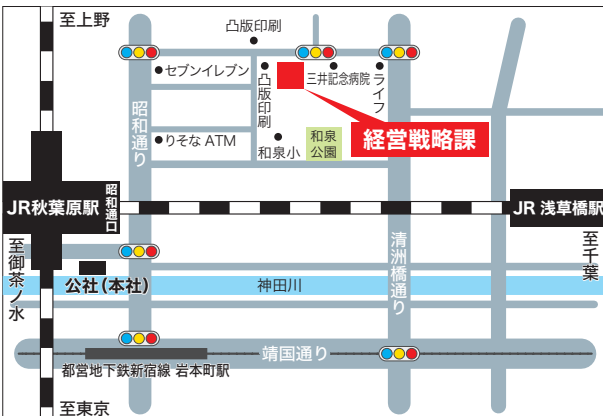 至上野
凸版印刷
セブンイレブン
凸版印刷
三井記念病院
ライフ
昭和通り
りそな ATM
和泉小
和泉
公園
経営戦略課
JR秋葉原駅
昭和通口
JR 浅草橋駅
至御茶ノ水
公社(本社)
神田川
清洲橋通り
至千葉
靖国通り
都営地下鉄新宿線 岩本町駅
至東京